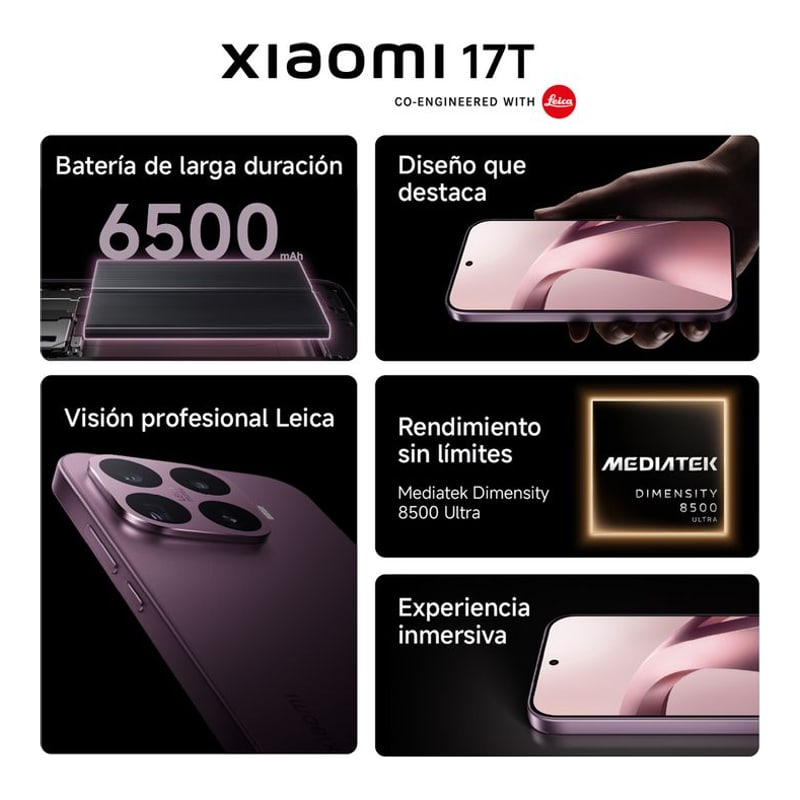 xiaomi 17T
CO-ENGINEERED WITH Leica
Batería de larga duración
6500
mAh
Diseño que
destaca
Visión profesional Leica
xiaomi
Rendimiento
sin límites
Mediatek Dimensity
8500 Ultra
MEDIATEK
DIMENSITY
8500
ULTRA
Experiencia
inmersiva